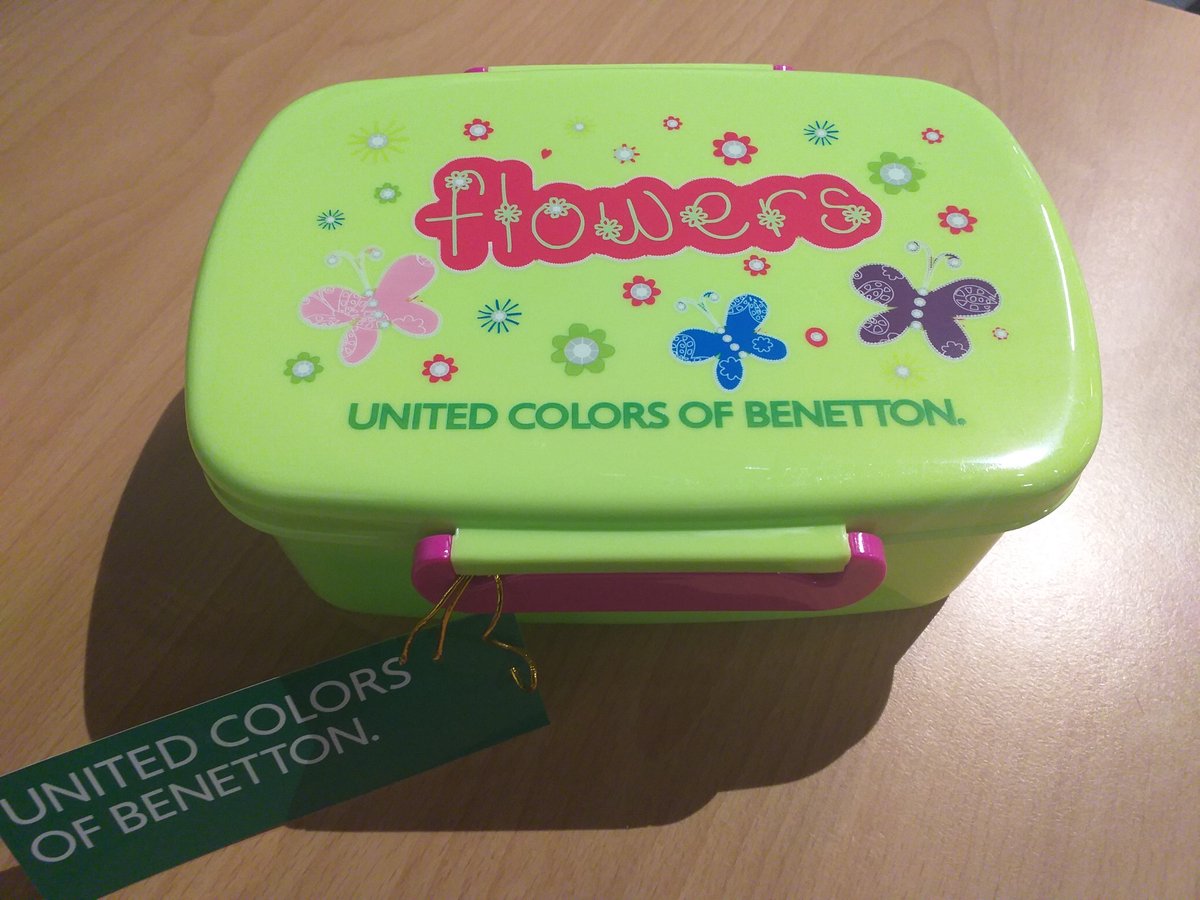 flowers
UNITED COLORS OF BENETTON.
UNITED COLORS
OF BENETTON.